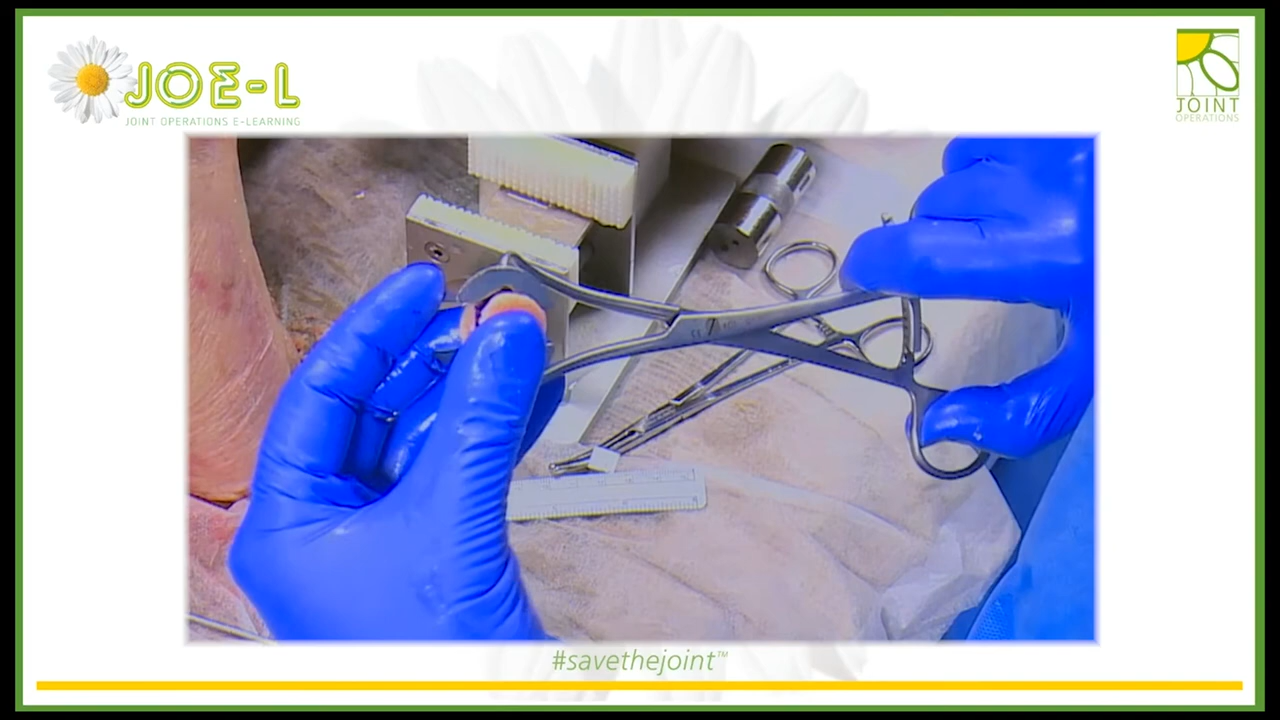 JOE-L
JOINT OPERATIONS E-LEARNING
JOINT
OPERATIONS
#savethejoint™